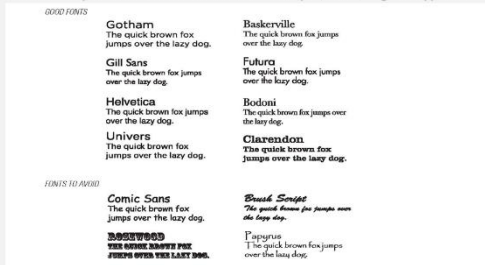 GOOD FONTS
Gotham
The quick brown fox
jumps over the lazy dog.
Baskerville
The quick brown fox jumps
over the lazy dog.
Gill Sans
The quick brown fox jumps
over the lazy dog.
Futura
The quick brown fox jumps
over the lazy dog.
Helvetica
The quick brown fox jumps
over the lazy dog.
Bodoni
The quick brown fox jumps over
the lazy dog.
Univers
The quick brown fox
jumps over the lazy dog.
Clarendon
The quick brown fox
jumps over the lazy dog.
FONTS TO AVOID
Comic Sans
The quick brown fox
jumps over the lazy dog.
Brush Script
The quick brown fox jumps over
the lazy dog.
ROSEWOOD
THE QUICK BROWN FOX
JUMPS OVER THE LAZY DOG.
Papyrus
The quick brown fox jumps
over the lazy dog.